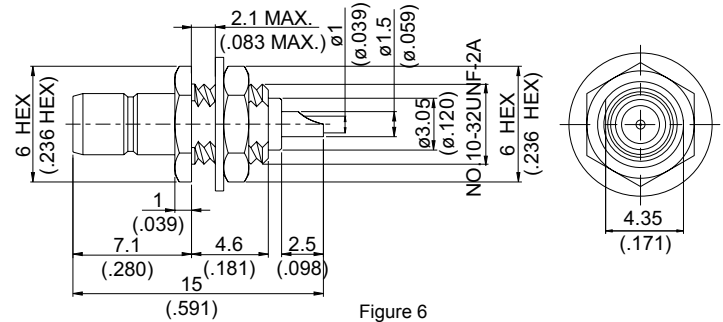 2.1 MAX.
(.083 MAX.)
ø1
(ø.039)
ø1.5
(ø.059)
6 HEX
(.236 HEX)
ø3.05
(ø.120)
NO.10-32UNF-2A
6 HEX
(.236 HEX)
1
(.039)
7.1
(.280)
4.6
(.181)
2.5
(.098)
15
(.591)
4.35
(.171)
Figure 6